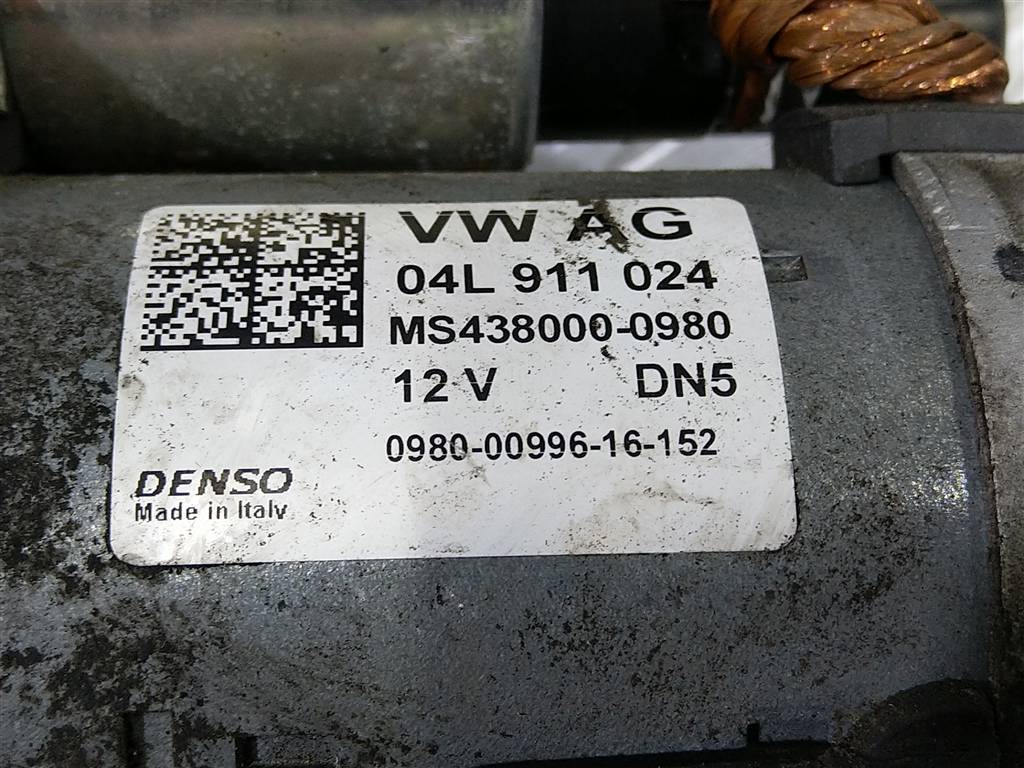 VW AG
04L 911 024
MS438000-0980
12 V DN5
0980-00996-16-152
DENSO
Made in Italy